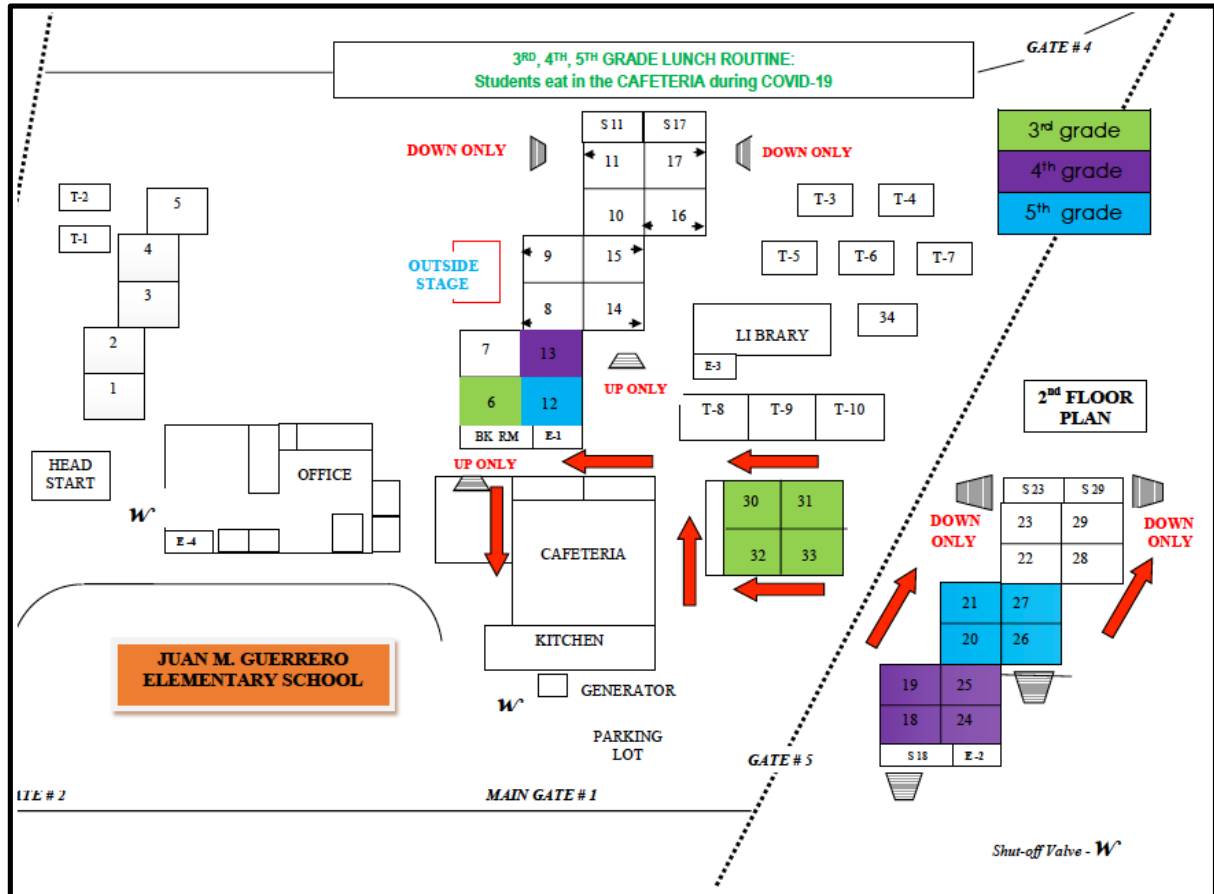 3RD, 4TH, 5TH GRADE LUNCH ROUTINE:
Students eat in the CAFETERIA during COVID-19
GATE # 4
3rd grade
4th grade
5th grade
S 11
S 17
DOWN ONLY
DOWN ONLY
11
17
10
16
9
15
8
14
7
13
6
12
BK RM
E-1
OUTSIDE
STAGE
UP ONLY
UP ONLY
T-2
T-1
5
4
3
2
1
T-3
T-4
T-5
T-6
T-7
34
LIBRARY
E-3
T-8
T-9
T-10
2nd FLOOR
PLAN
HEAD
START
OFFICE
W
E-4
CAFETERIA
KITCHEN
30
31
32
33
S 23
S 29
DOWN
ONLY
DOWN
ONLY
23
29
22
28
21
27
20
26
19
25
18
24
S 18
E-2
JUAN M. GUERRERO
ELEMENTARY SCHOOL
W
GENERATOR
PARKING
LOT
GATE # 5
ATE # 2
MAIN GATE # 1
Shut-off Valve - W